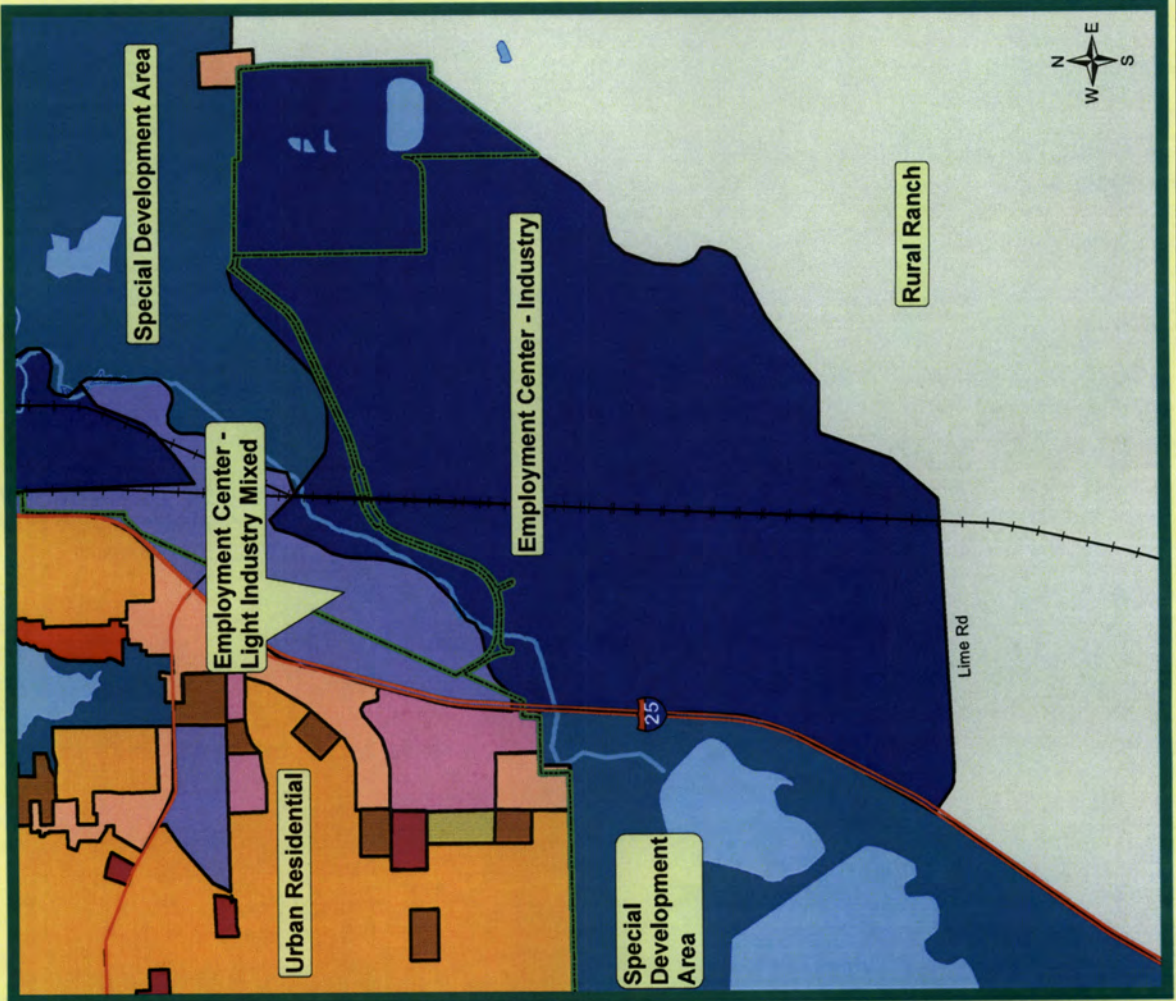 Special Development Area
Employment Center -
Light Industry Mixed
Employment Center - Industry
Urban Residential
Special
Development
Area
Rural Ranch
Lime Rd
25
N
W
E
S